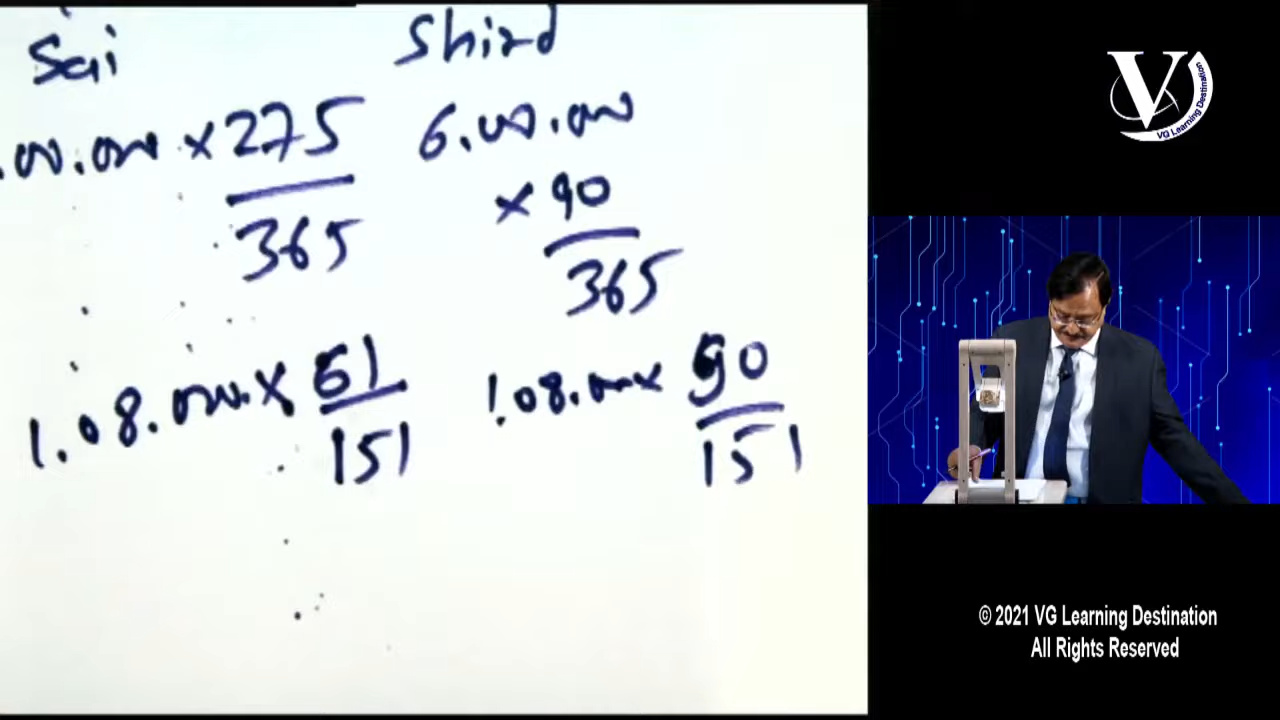 Sai
Shird
.00.000 × 275
365
6.00.000
× 90
365
1.08.000.× 61
151
1.08.000× 90
151
V
VG Learning Destination
© 2021 VG Learning Destination
All Rights Reserved